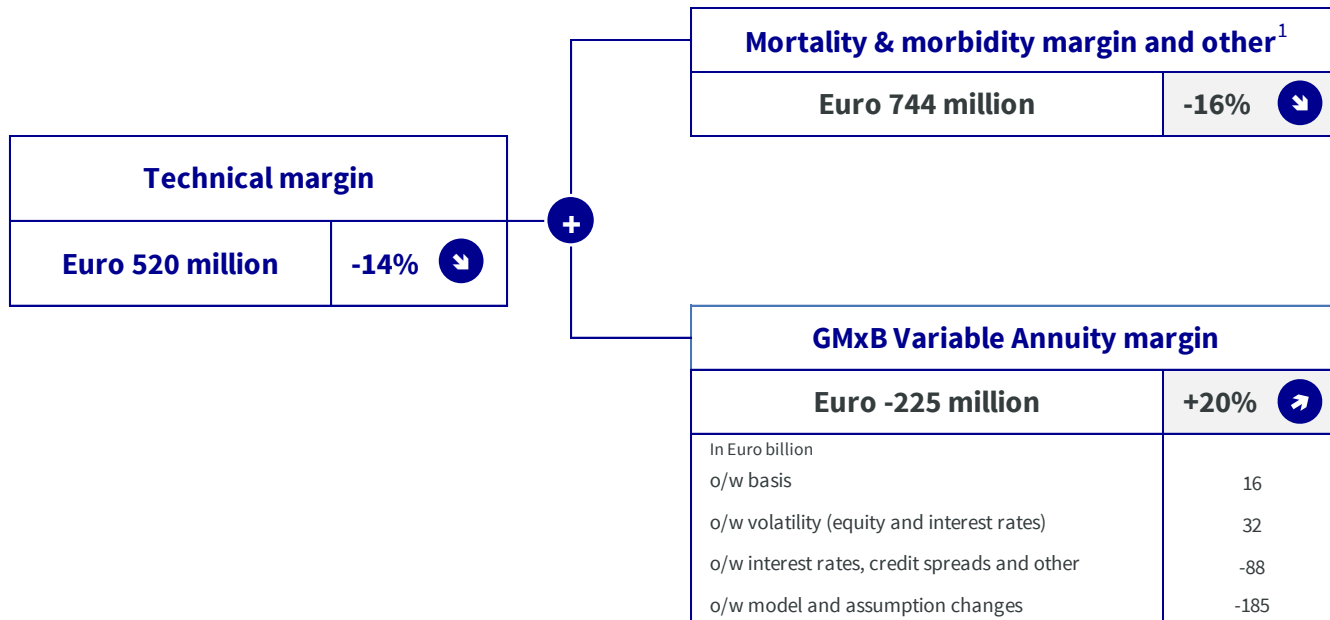 Mortality & morbidity margin and other¹
Euro 744 million -16%
Technical margin
Euro 520 million -14%
+
GMxB Variable Annuity margin
Euro -225 million +20%
In Euro billion
o/w basis 16
o/w volatility (equity and interest rates) 32
o/w interest rates, credit spreads and other -88
o/w model and assumption changes -185